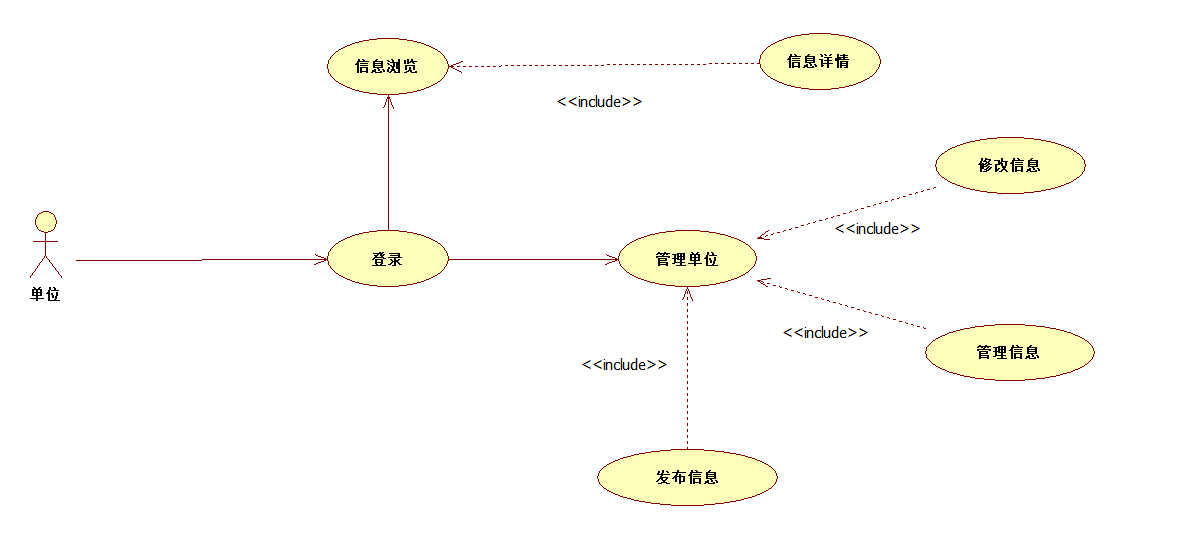 信息浏览
信息详情
<<include>>
修改信息
<<include>>
登录
管理单位
单位
<<include>>
管理信息
<<include>>
发布信息